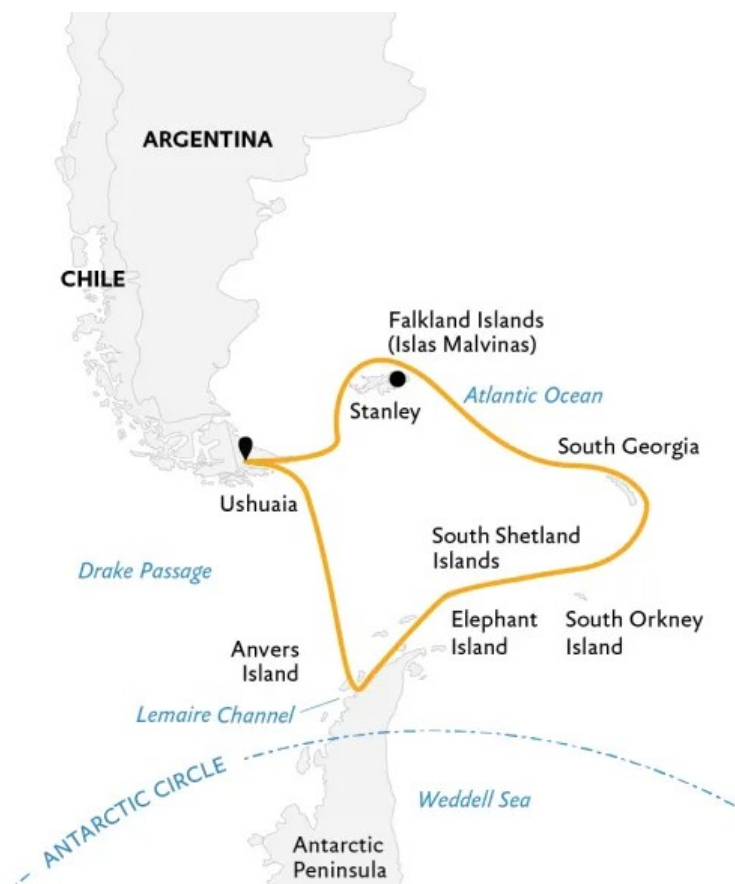 ARGENTINA
CHILE
Falkland Islands
(Islas Malvinas)
Atlantic Ocean
Stanley
South Georgia
Ushuaia
South Shetland
Islands
Drake Passage
Elephant
Island
South Orkney
Island
Anvers
Island
Lemaire Channel
ANTARCTIC CIRCLE
Weddell Sea
Antarctic
Peninsula